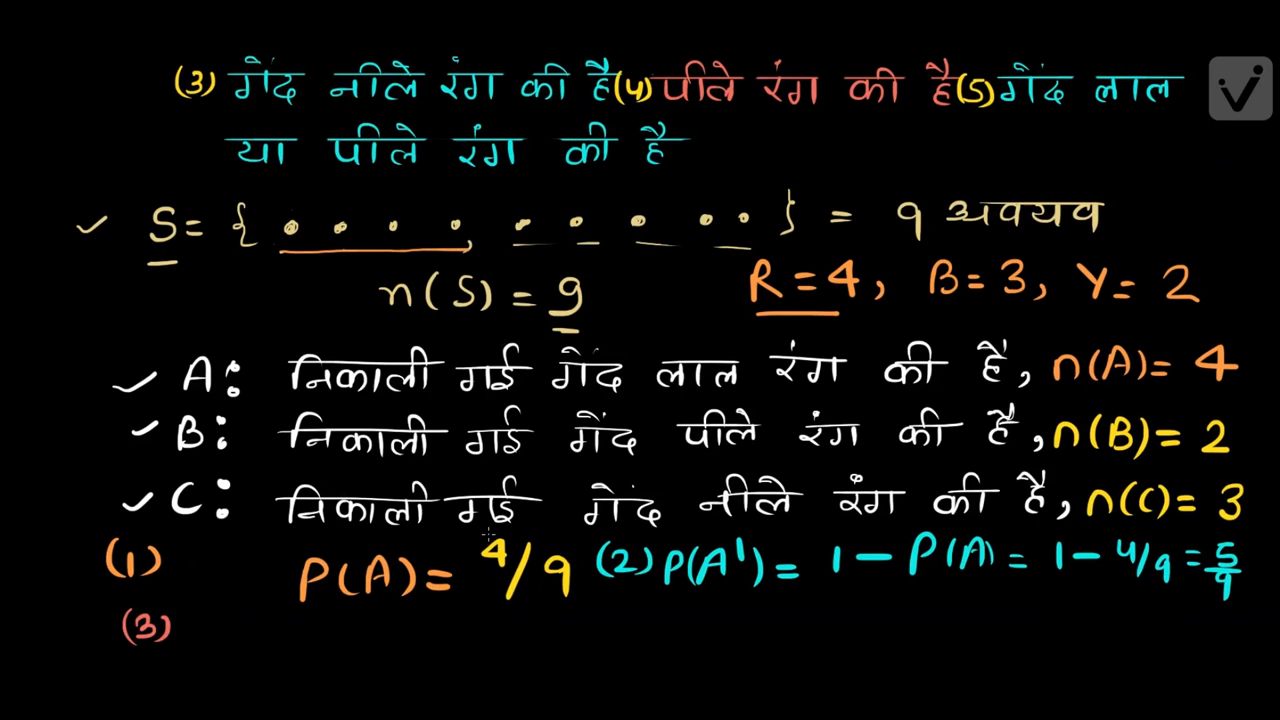 (3) गेंद नीले रंग की है(4)पीले रंग की है(5)गेंद लाल
या पीले रंग की है
S= { . . . . , . . . . . } = 9 अवयव
n(S) = 9
R=4, B=3, Y=2
A: निकाली गई गेंद लाल रंग की है, n(A)= 4
B: निकाली गई गेंद पीले रंग की है, n(B)= 2
C: निकाली गई गेंद नीले रंग की है, n(C)= 3
(1) P(A)= 4/9 (2) P(A')= 1 - P(A) = 1 - 4/9 = 5/9
(3)